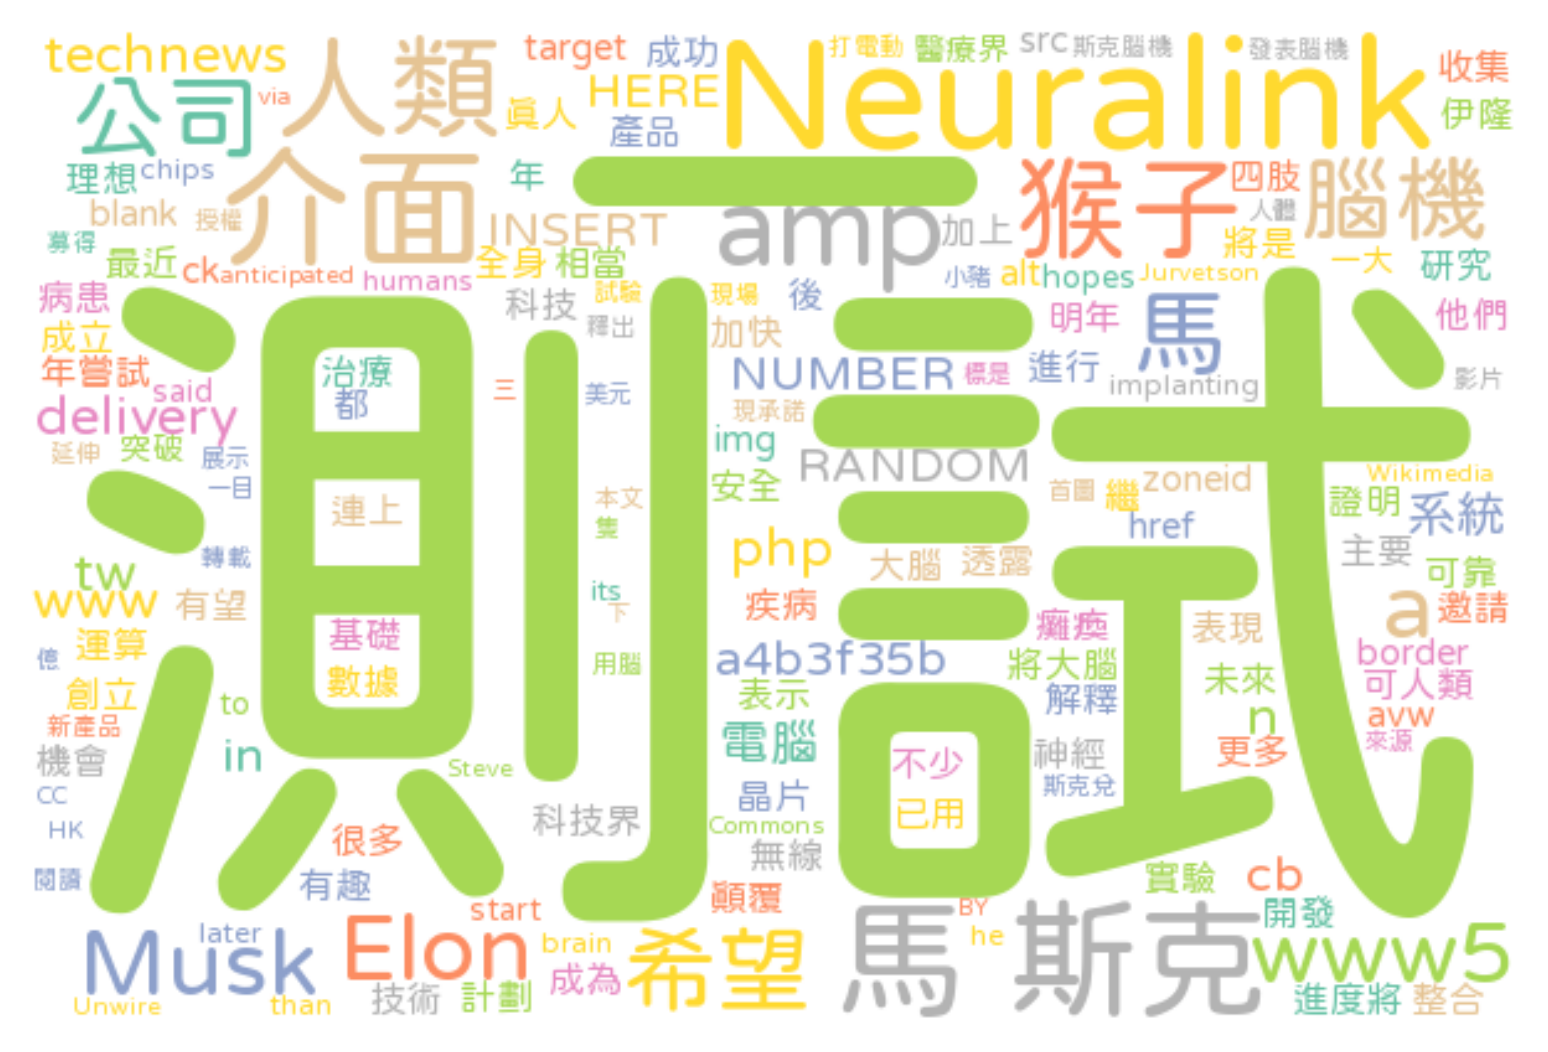 technews 人類 target 成功 Neuralink 打電動 醫療界 src 斯克腦機 發表腦機 收集
公司 via HERE 眞人 產品 伊隆
理想 chips 介面 年 一 猴子 四肢 腦機
blank 授權 INSERT amp 加上 人體
募得 最近 ck anticipated humans 全身 相當 小豬 alt hopes Jurvetson 將是 一大 研究
病患 科技 試驗 現場 後 明年 馬 他們
成立 釋出 加快
年嘗試 治療 三 美元 NUMBER 標是 進行 implanting 影片
said 都 現承諾
delivery 測試 img
延伸 突破 展示 RANDOM Wikimedia
一目 連上 本文 安全 首圖 繼 zoneid 證明 系統
隻 href
轉載 php 大腦 透露 主要 可靠
tw its
www 有望 下 疾病 癱瘓 表現 a 邀請
運算 基礎
億 用腦 a4b3f35b 將大腦 border
創立 數據 表示 解釋 未來 可人類
新產品 to n avw
機會 in 電腦 不少 神經 更多 來源
Steve
CC 晶片 已用 斯克兌
HK 很多 科技界 Commons
無線
閱讀 有趣 顚覆 實驗 cb
start BY 開發
Musk later Elon brain 希望 馬 he 斯克 www5
Unwire than 技術 計劃 成為 進度將 整合